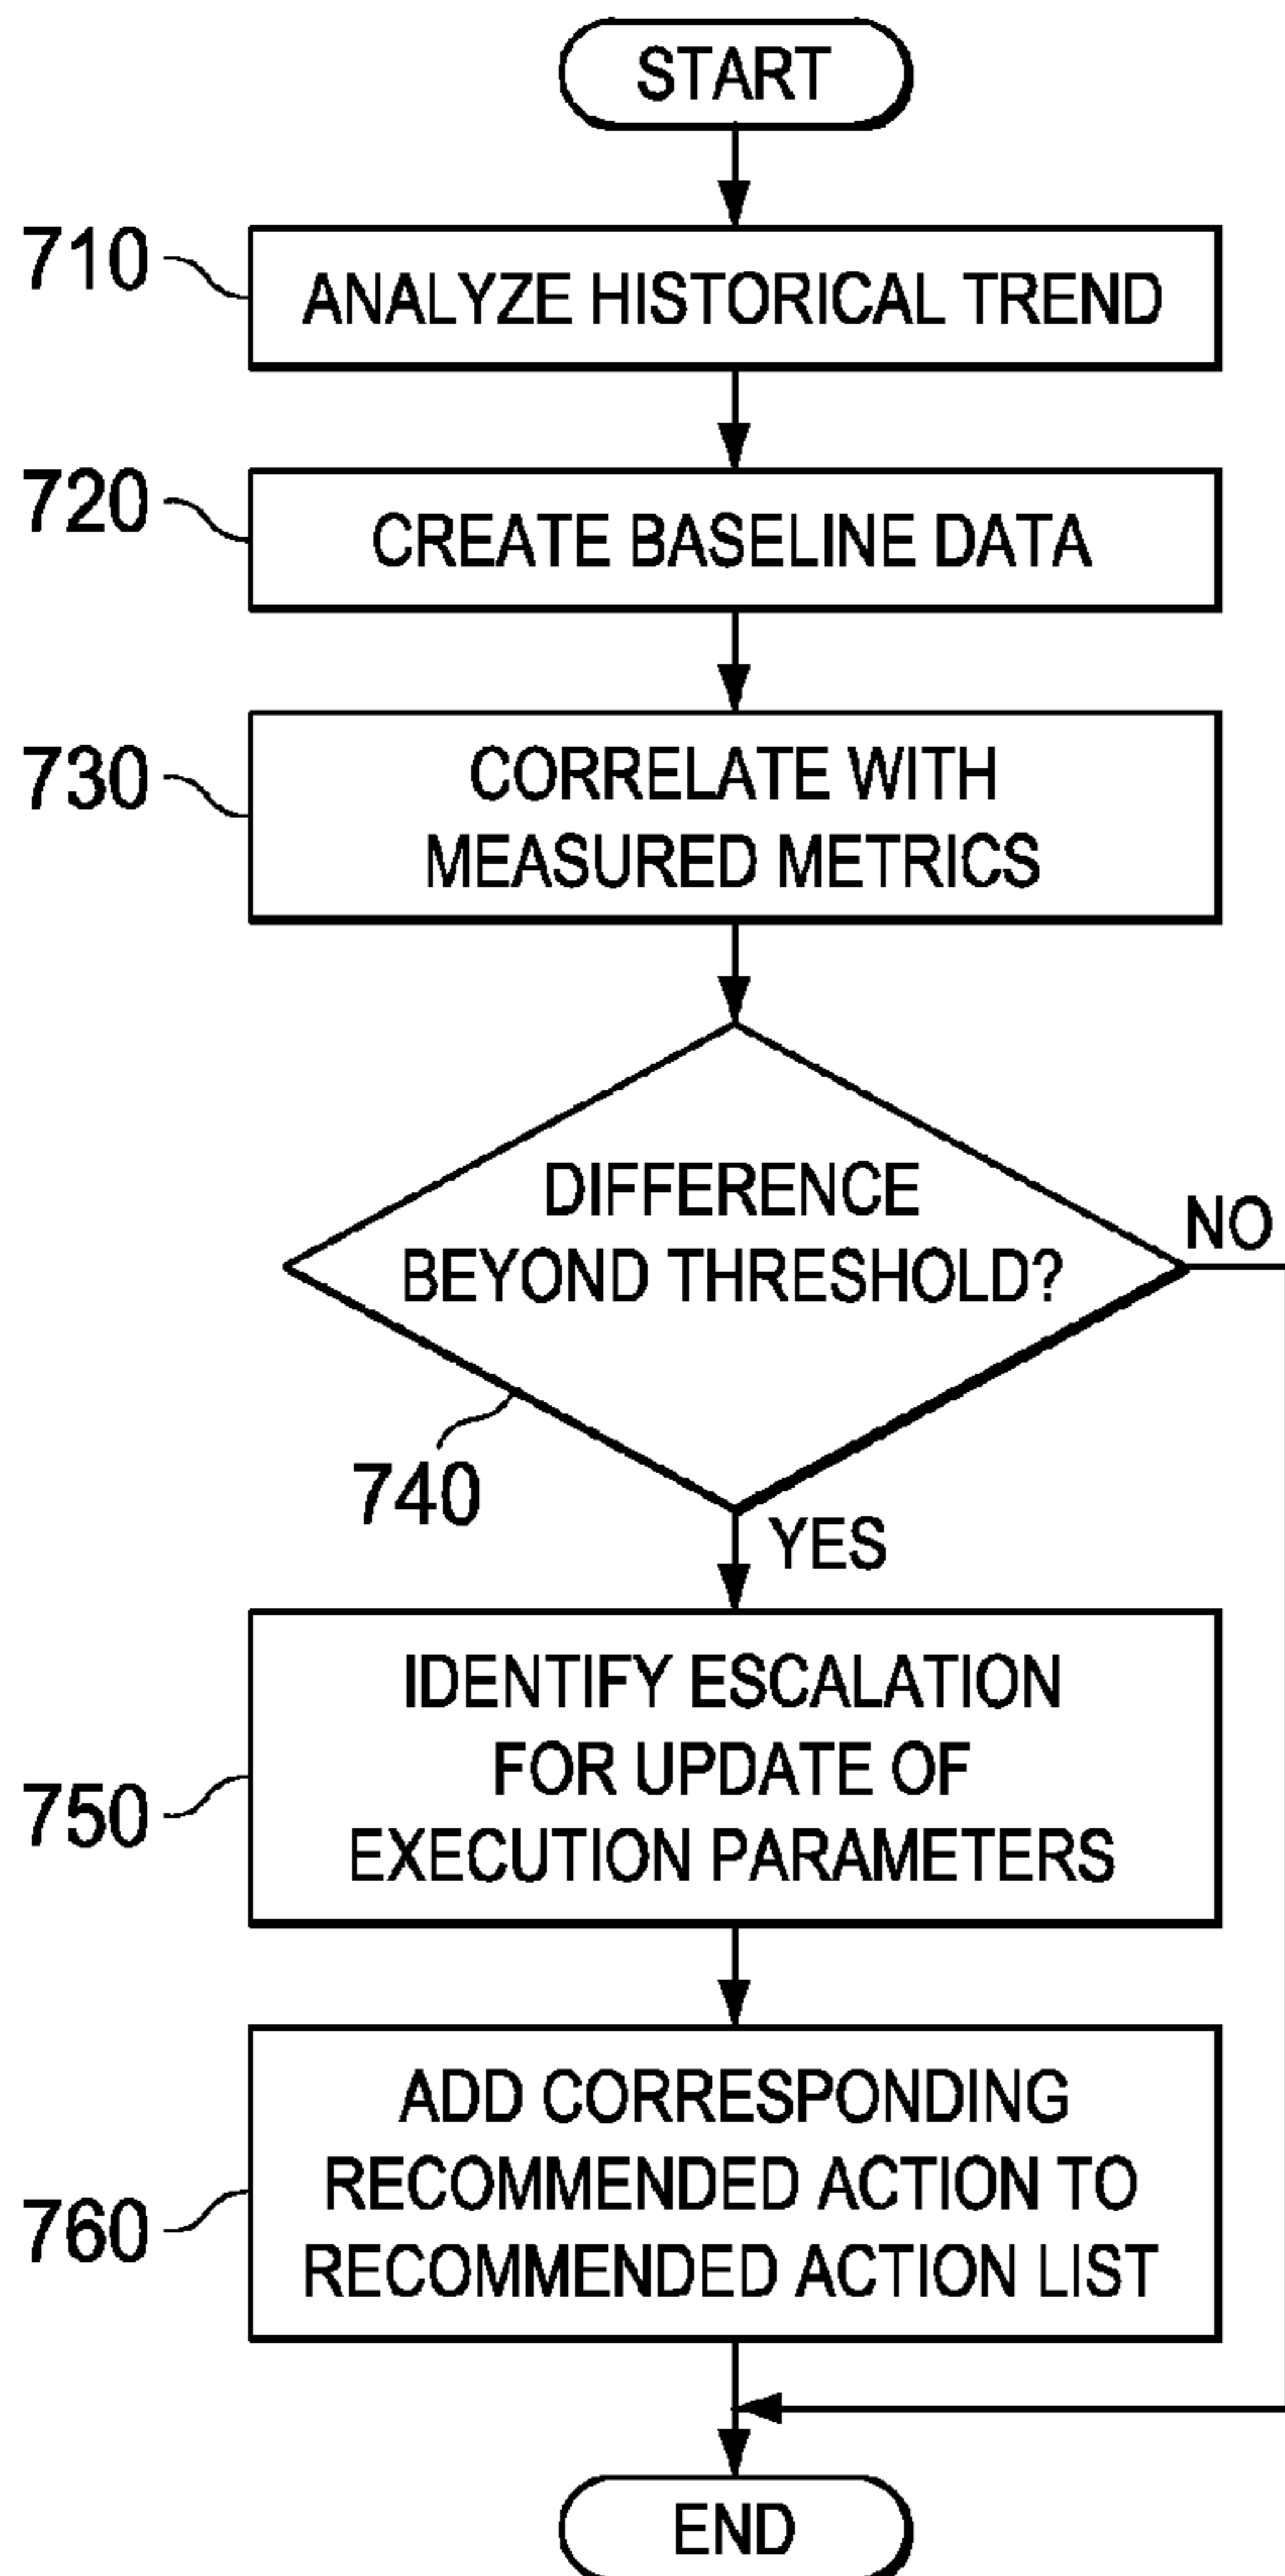 START
710
ANALYZE HISTORICAL TREND
720
CREATE BASELINE DATA
730
CORRELATE WITH
MEASURED METRICS
DIFFERENCE
BEYOND THRESHOLD?
NO
740
YES
750
IDENTIFY ESCALATION
FOR UPDATE OF
EXECUTION PARAMETERS
760
ADD CORRESPONDING
RECOMMENDED ACTION TO
RECOMMENDED ACTION LIST
END